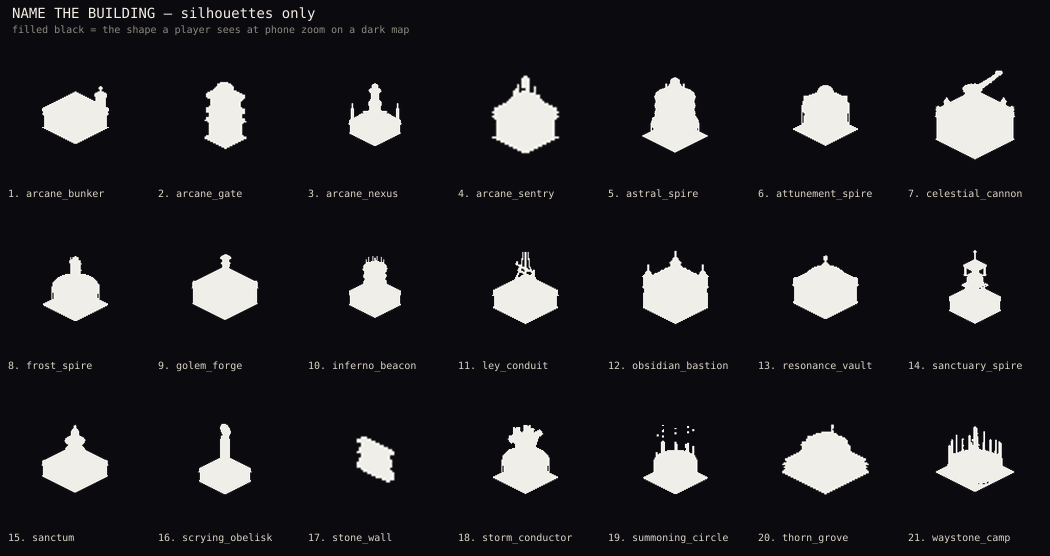 NAME THE BUILDING — silhouettes only
filled black = the shape a player sees at phone zoom on a dark map
1. arcane_bunker
2. arcane_gate
3. arcane_nexus
4. arcane_sentry
5. astral_spire
6. attunement_spire
7. celestial_cannon
8. frost_spire
9. golem_forge
10. inferno_beacon
11. ley_conduit
12. obsidian_bastion
13. resonance_vault
14. sanctuary_spire
15. sanctum
16. scrying_obelisk
17. stone_wall
18. storm_conductor
19. summoning_circle
20. thorn_grove
21. waystone_camp